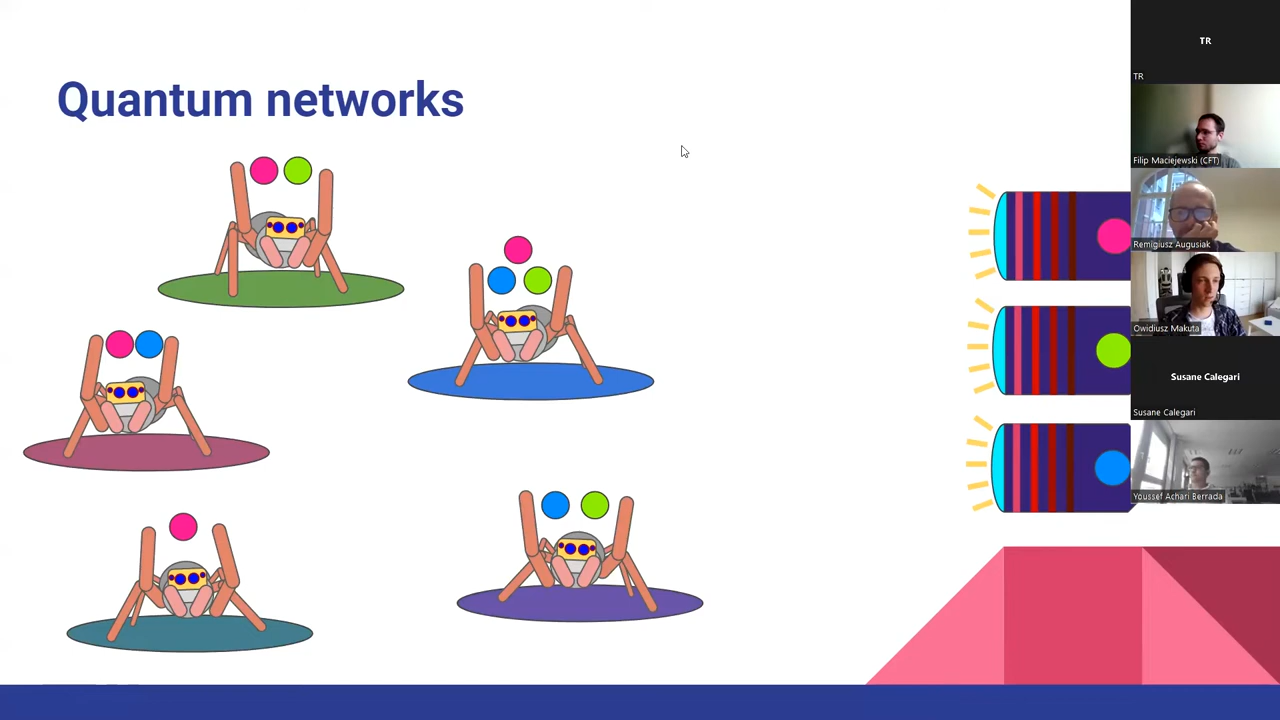 Quantum networks
TR
TR
Filip Maciejewski (CFT)
Remigiusz Augusiak
Owidiusz Makuta
Susane Calegari
Susane Calegari
Youssef Achari Berrada